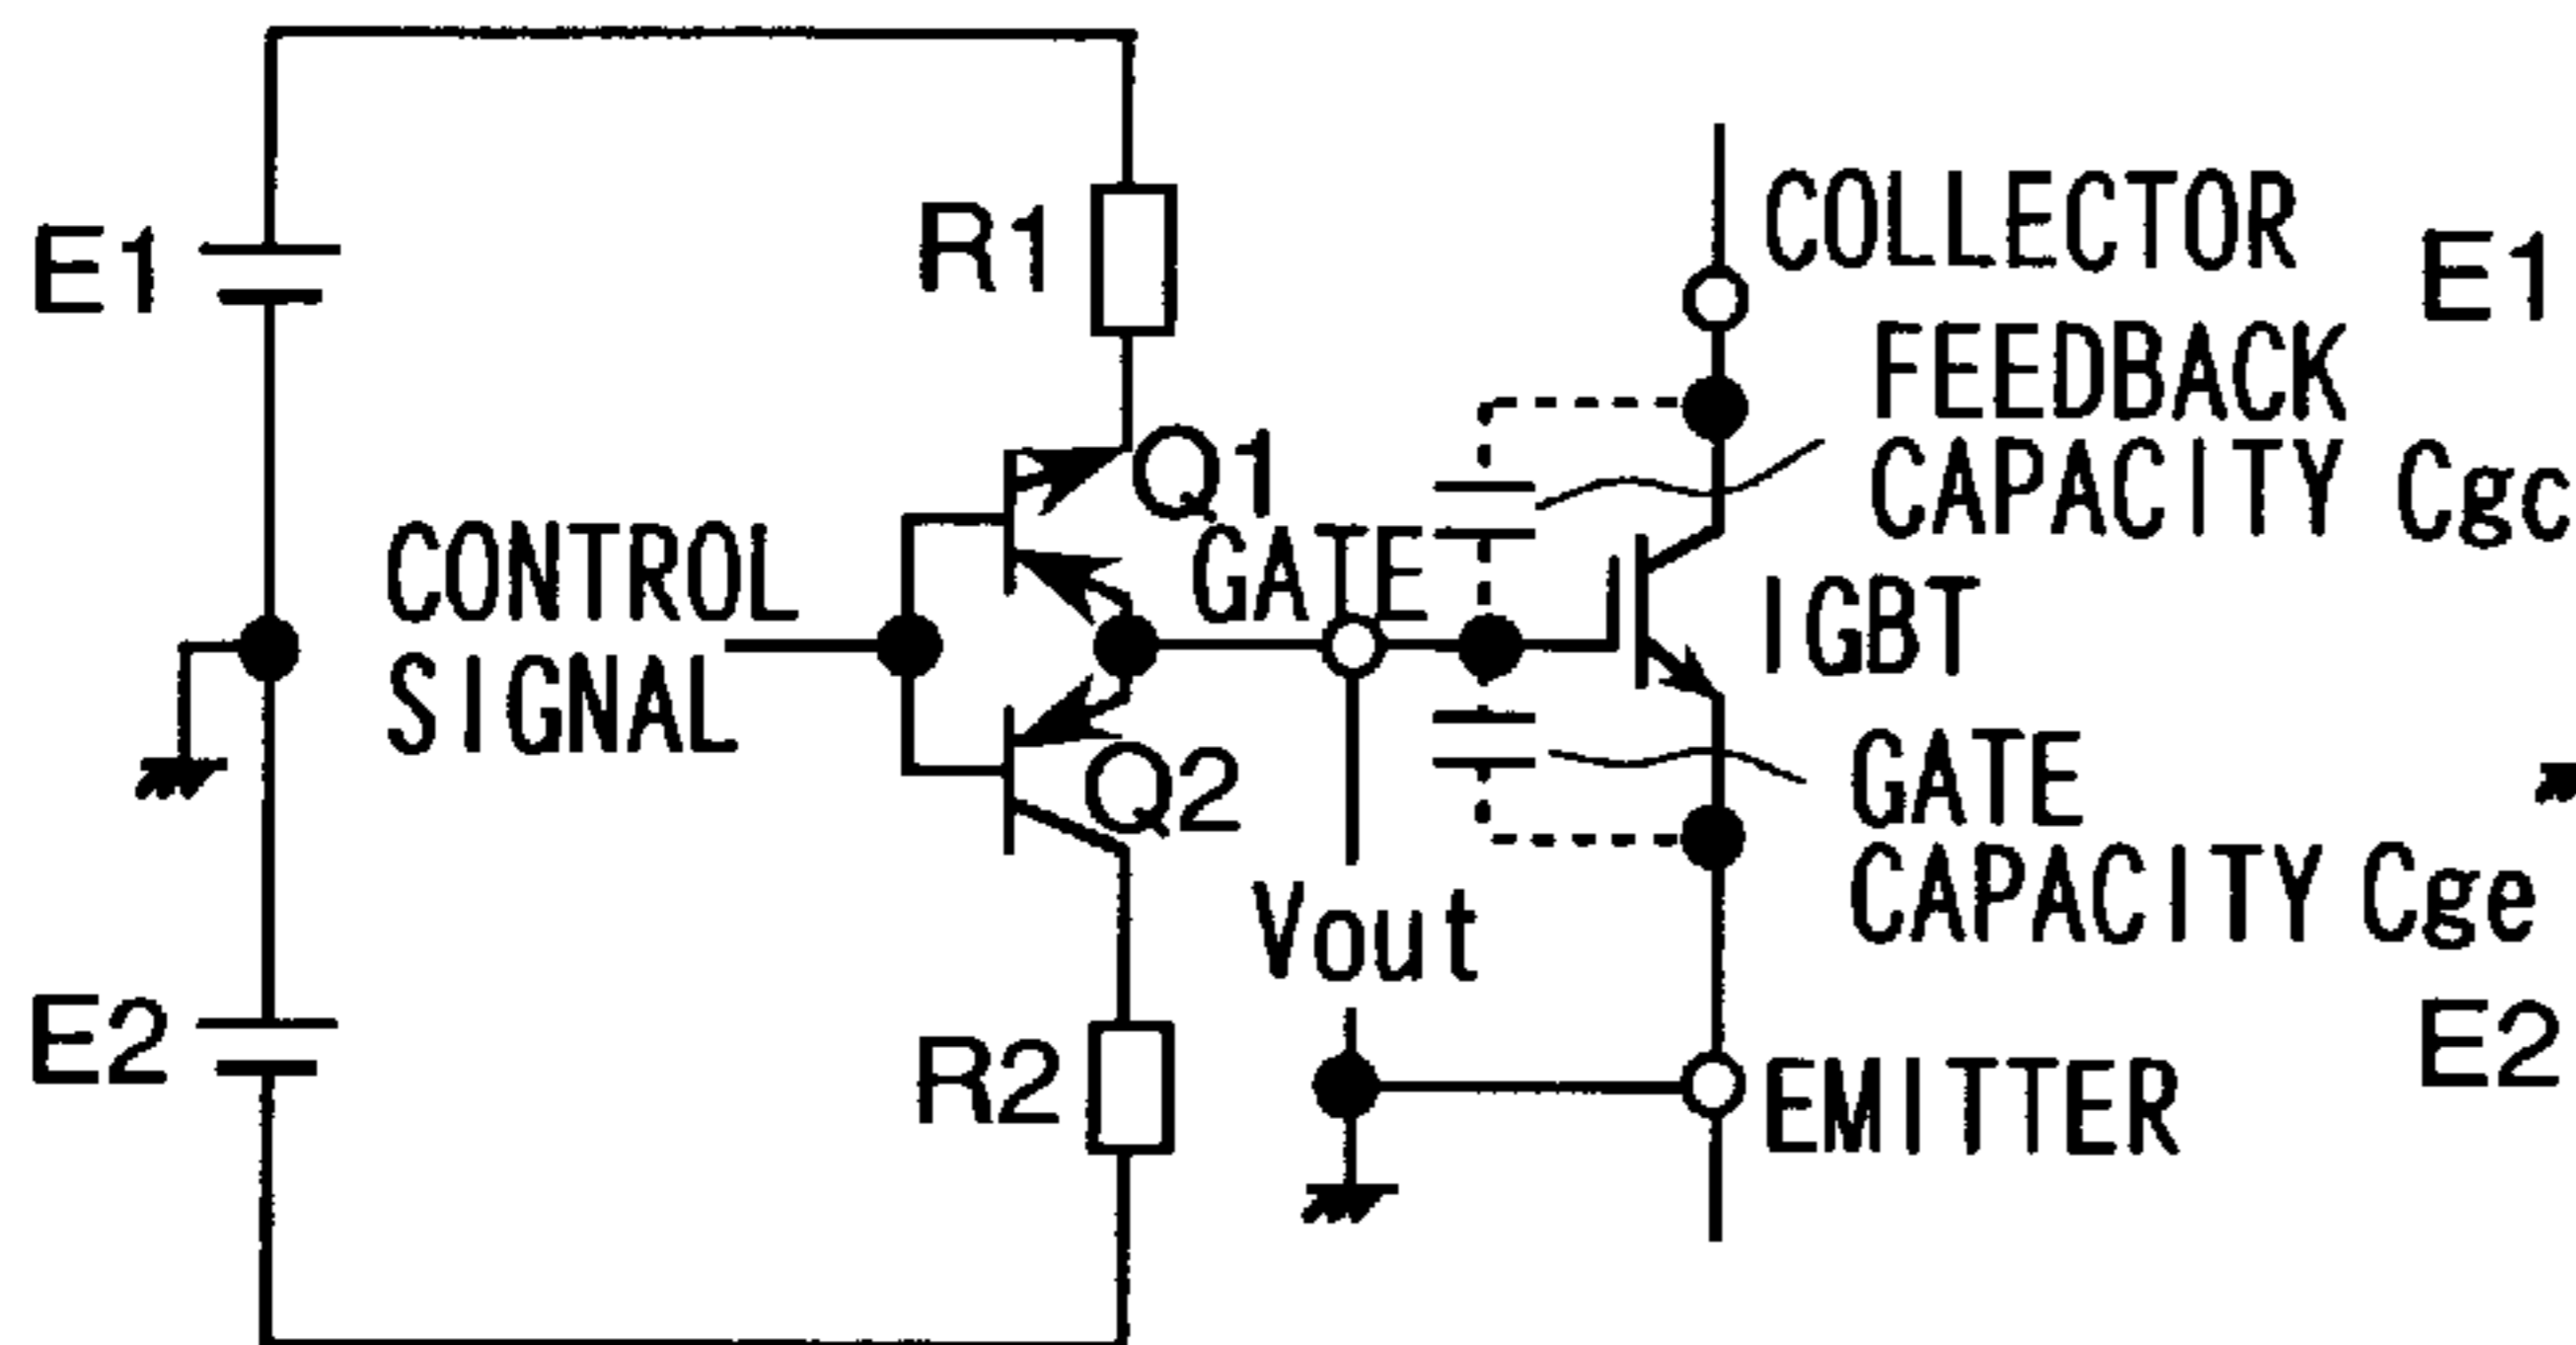 E1
R1
COLLECTOR
E1
FEEDBACK
CAPACITY Cgc
Q1
GATE
CONTROL
SIGNAL
IGBT
Q2
GATE
CAPACITY Cge
Vout
E2
R2
EMITTER
E2